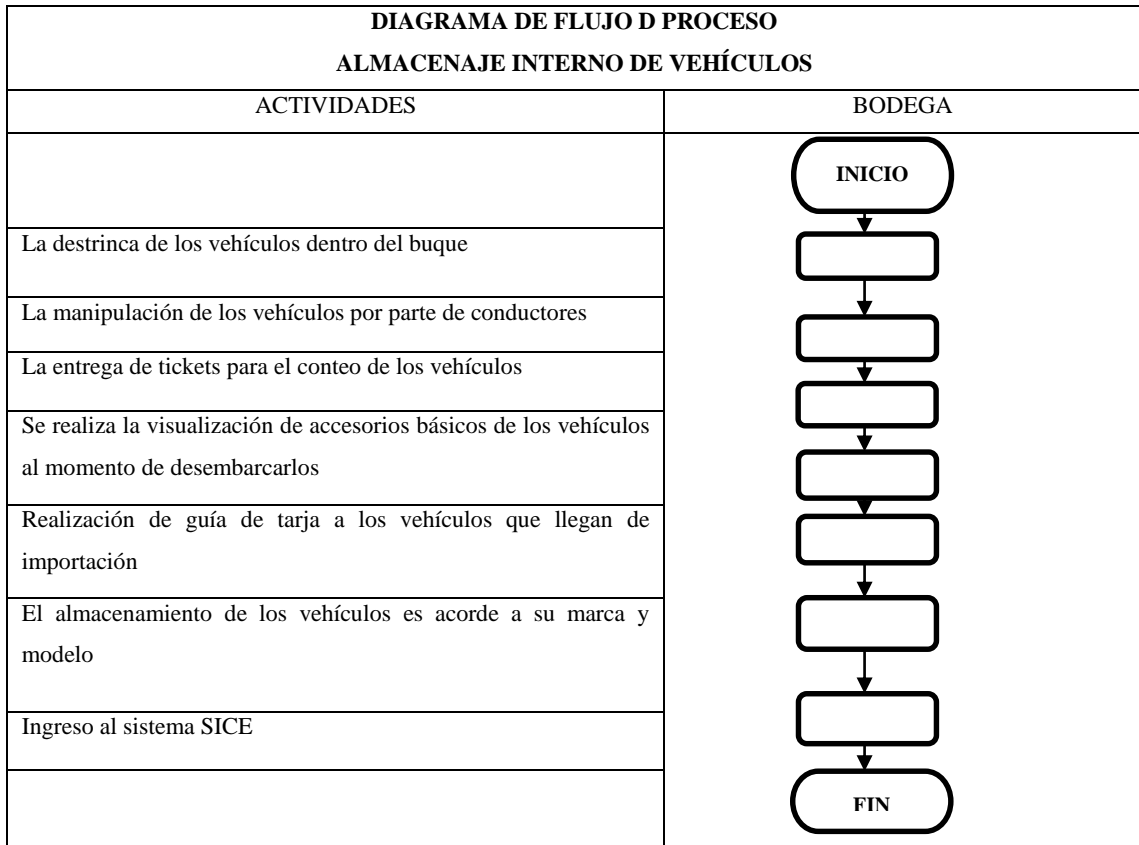 DIAGRAMA DE FLUJO D PROCESO
ALMACENAJE INTERNO DE VEHÍCULOS
ACTIVIDADES
BODEGA
INICIO
La destrinca de los vehículos dentro del buque
La manipulación de los vehículos por parte de conductores
La entrega de tickets para el conteo de los vehículos
Se realiza la visualización de accesorios básicos de los vehículos
al momento de desembarcarlos
Realización de guía de tarja a los vehículos que llegan de
importación
El almacenamiento de los vehículos es acorde a su marca y
modelo
Ingreso al sistema SICE
FIN